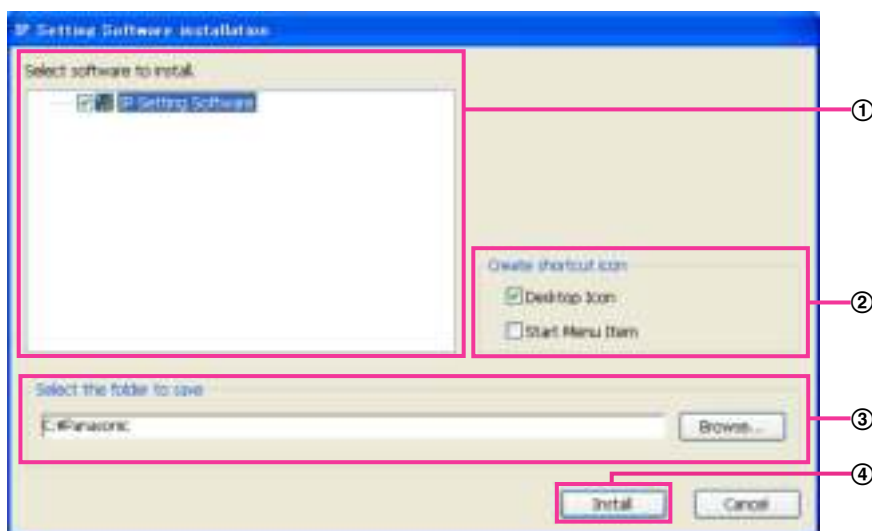 IP Setting Software installation
Select software to install.
IP Setting Software
①
Create shortcut icon
Desktop Icon
Start Menu Item
②
Select the folder to save
C:¥Panasonic
Browse...
③
④
Install
Cancel